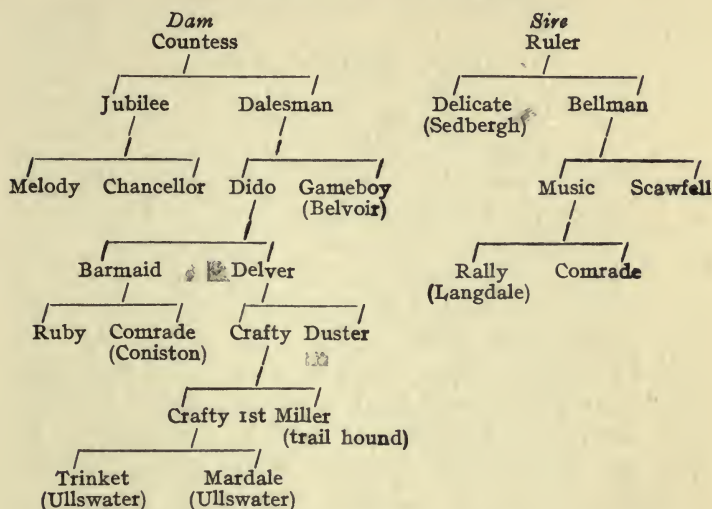 Dam Sire
Countess Ruler
Jubilee Dalesman Delicate Bellman
(Sedbergh)
Melody Chancellor Dido Gameboy Music Scawfell
(Belvoir)
Barmaid Delver Rally Comrade
(Langdale)
Ruby Comrade Crafty Duster
(Coniston)
Crafty 1st Miller
(trail hound)
Trinket Mardale
(Ullswater) (Ullswater)